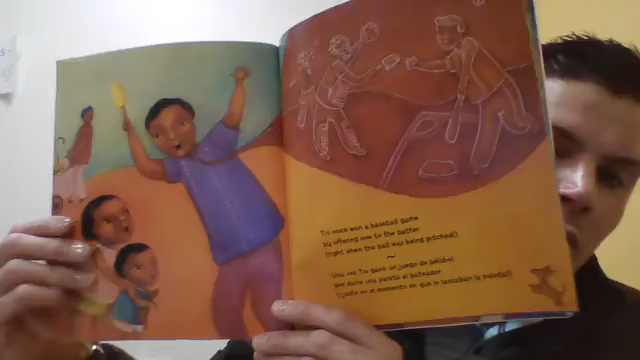 Tío once won a baseball game
by offering one to the batter
(right when the ball was being pitched!).
~
Una vez Tío ganó un juego de béisbol
por darle una paleta al bateador
(¡justo en el momento en que le lanzaban la pelota!)